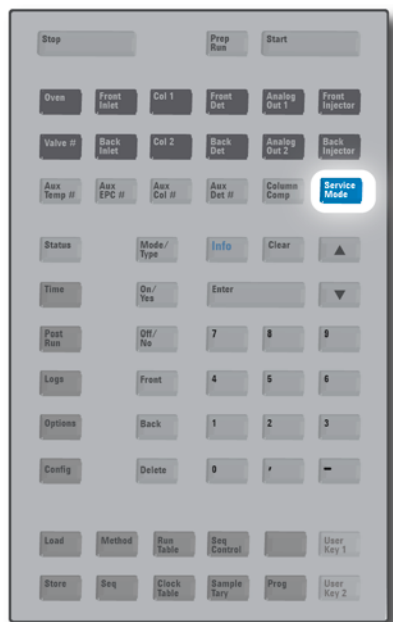 Stop Prep Run Start
Oven Front Inlet Col 1 Front Det Analog Out 1 Front Injector
Valve # Back Inlet Col 2 Back Det Analog Out 2 Back Injector
Aux Temp # Aux EPC # Aux Col # Aux Det # Column Comp Service Mode
Status Mode/ Type Info Clear
Time On/ Yes Enter
Post Run Off/ No 7 8 9
Logs Front 4 5 6
Options Back 1 2 3
Config Delete 0 , –
Load Method Run Table Seq Control User Key 1
Store Seq Clock Table Sample Tary Prog User Key 2